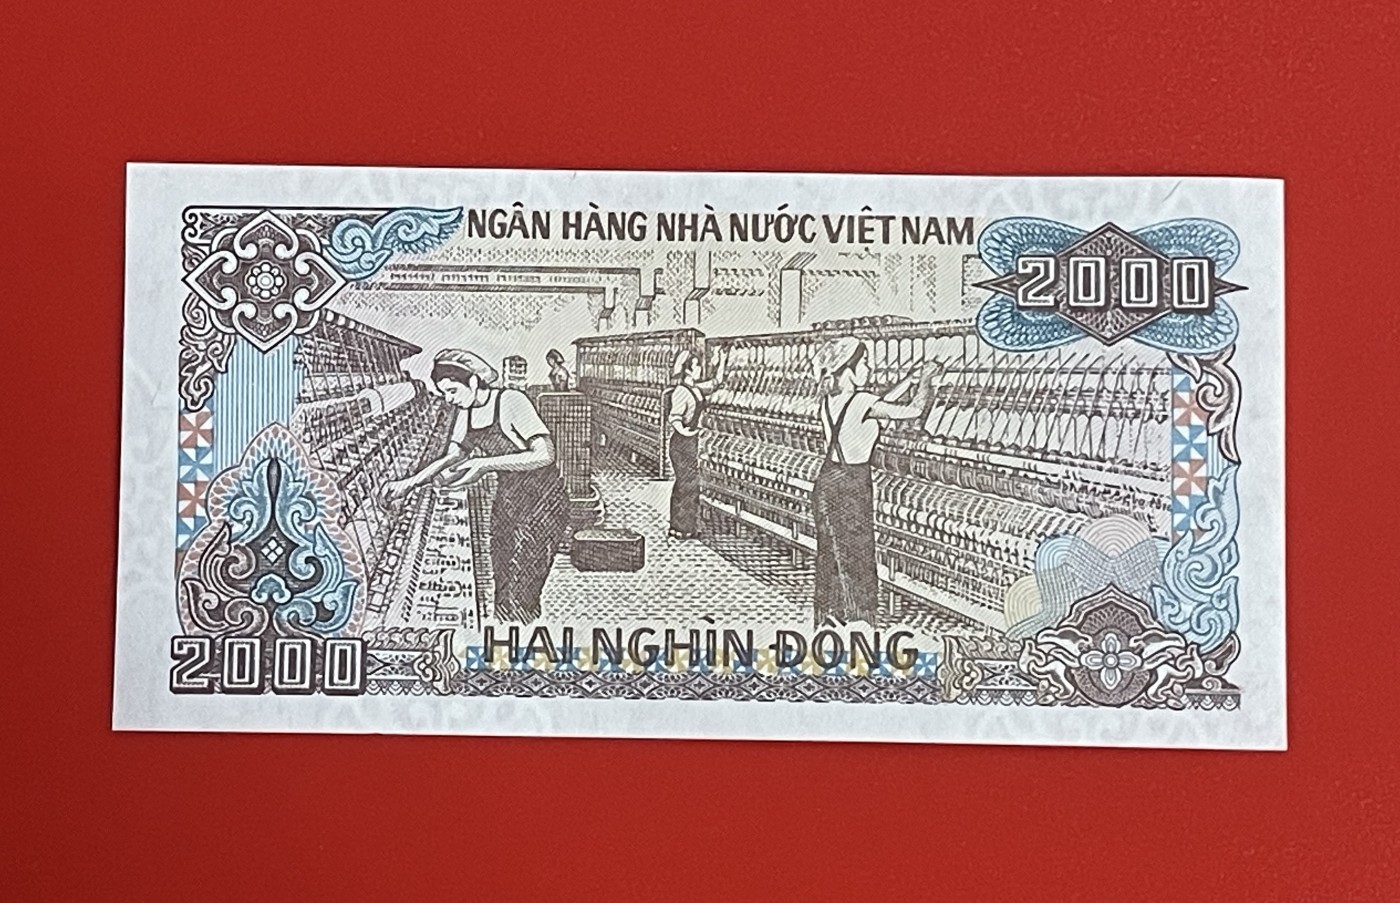 NGÂN HÀNG NHÀ NƯỚC VIỆT NAM
2000
2000
HAI NGHÌN ĐỒNG